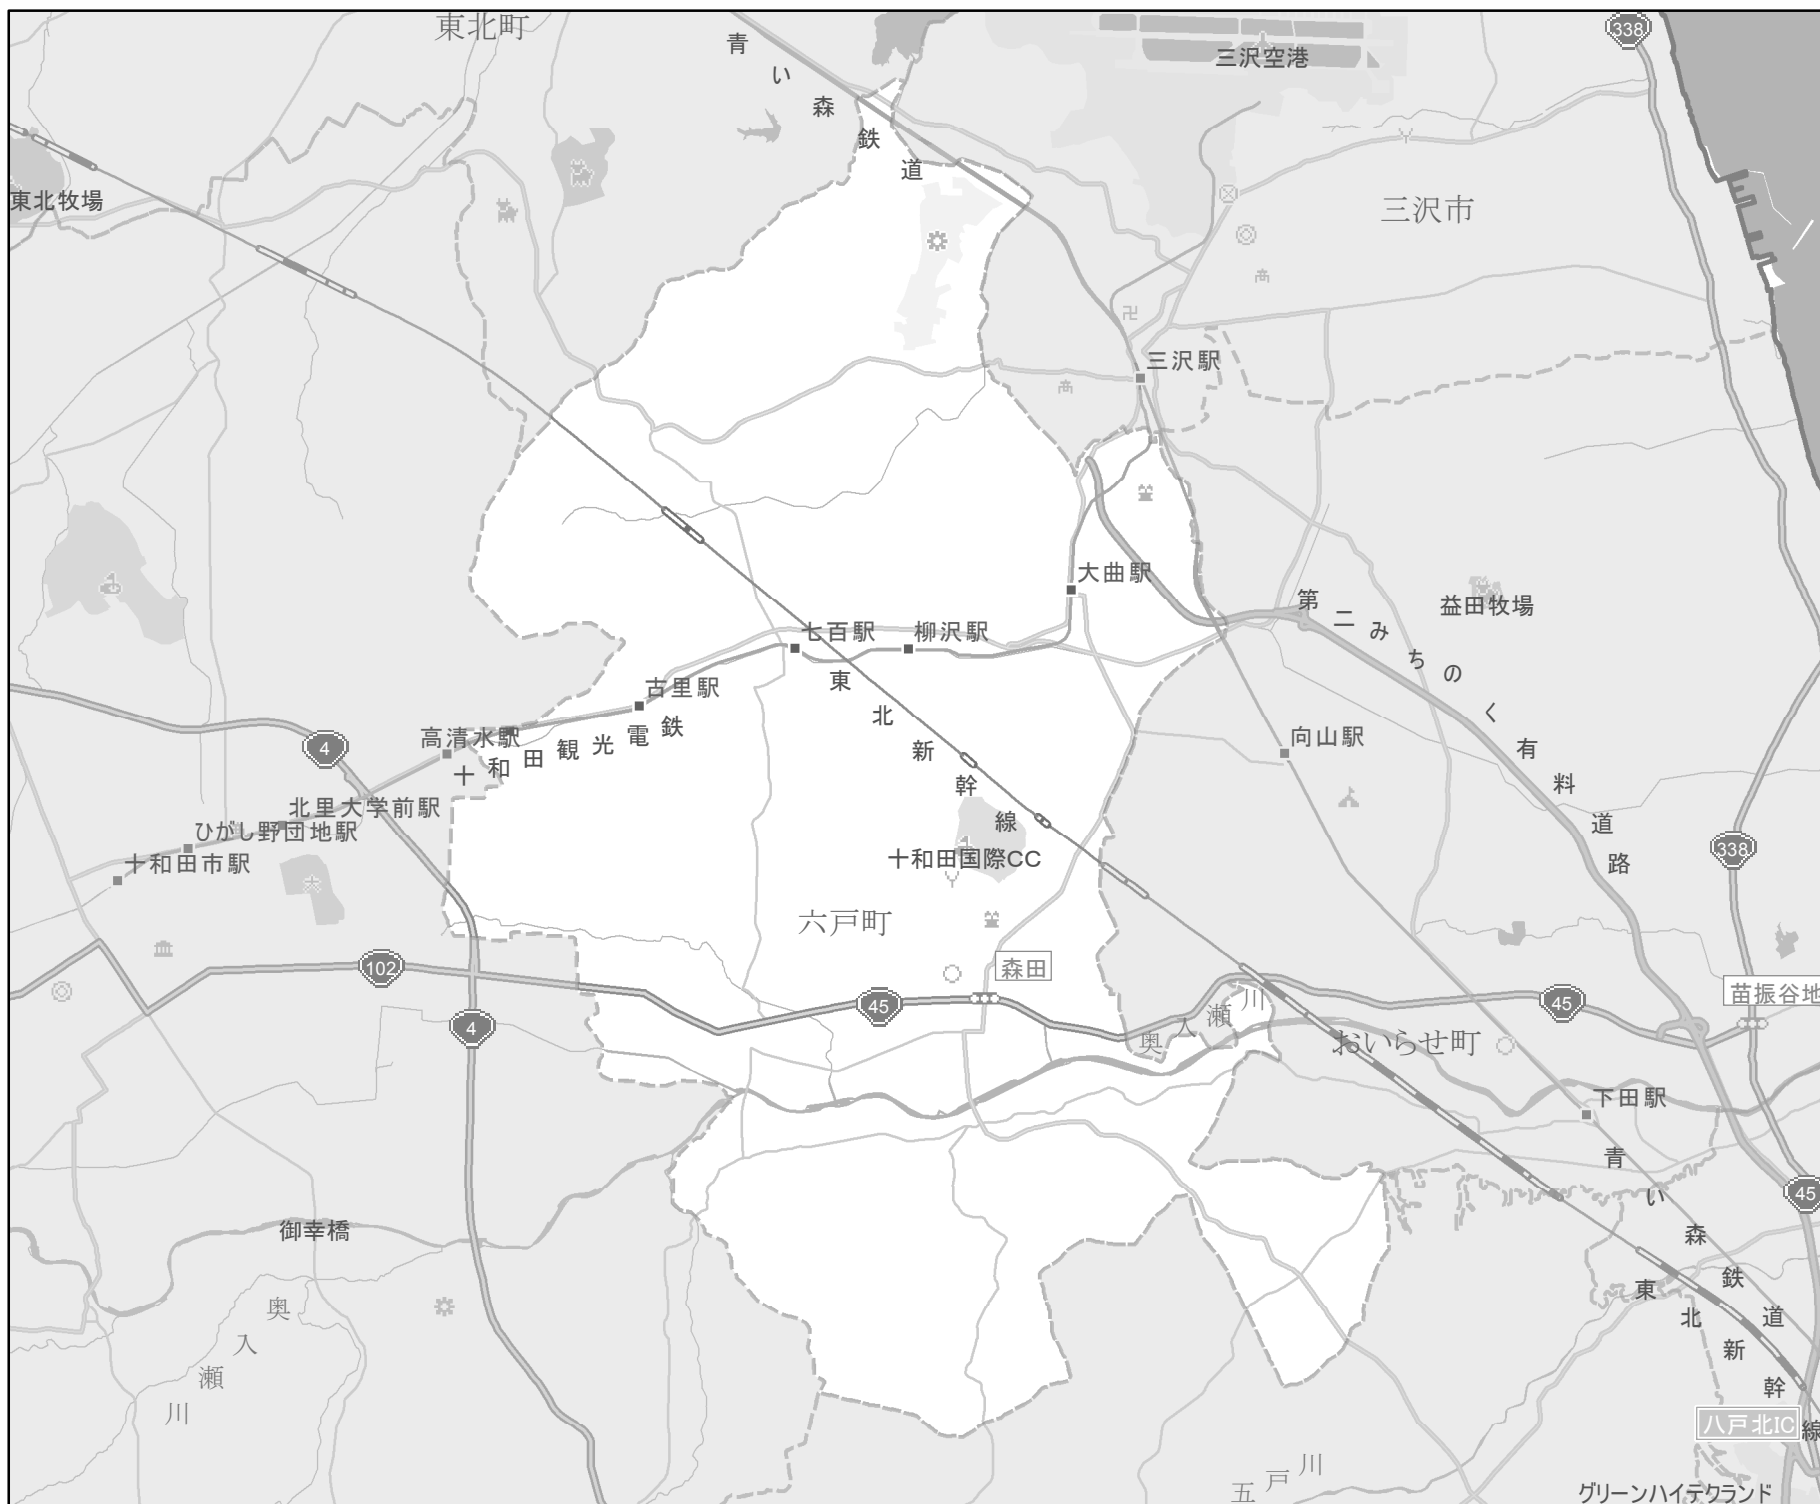 東北町
338
青い森鉄道
三沢空港
東北牧場
三沢市
三沢駅
大曲駅
益田牧場
第二みちのく有料道路
七百駅
柳沢駅
古里駅
東北新幹線
高清水駅
十和田観光電鉄
4
向山駅
北里大学前駅
ひがし野団地駅
十和田市駅
338
十和田国際CC
六戸町
森田
102
45
45
苗振谷地
4
奥入瀬川
おいらせ町
下田駅
青い森鉄道
45
御幸橋
東北新幹線
奥入瀬川
八戸北IC
五戸川
グリーンハイテクランド